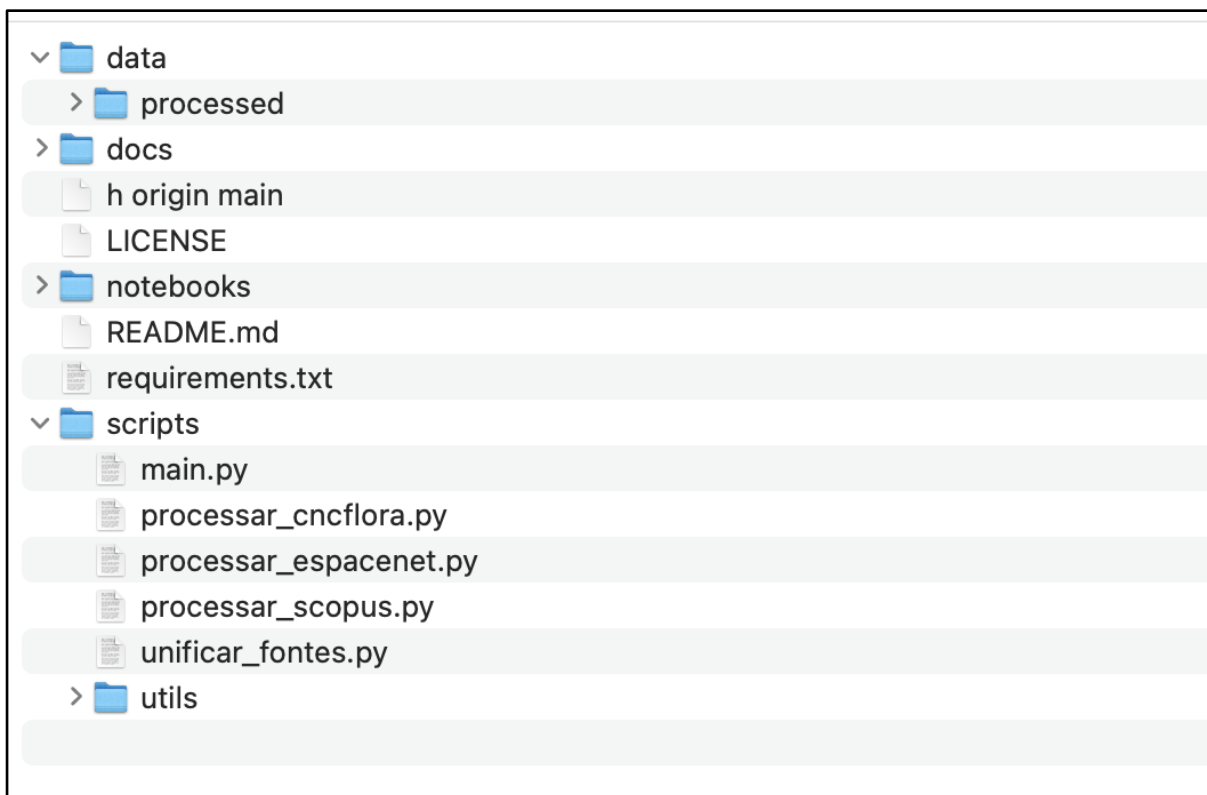 data
processed
docs
h origin main
LICENSE
notebooks
README.md
requirements.txt
scripts
main.py
processar_cncflora.py
processar_espacenet.py
processar_scopus.py
unificar_fontes.py
utils